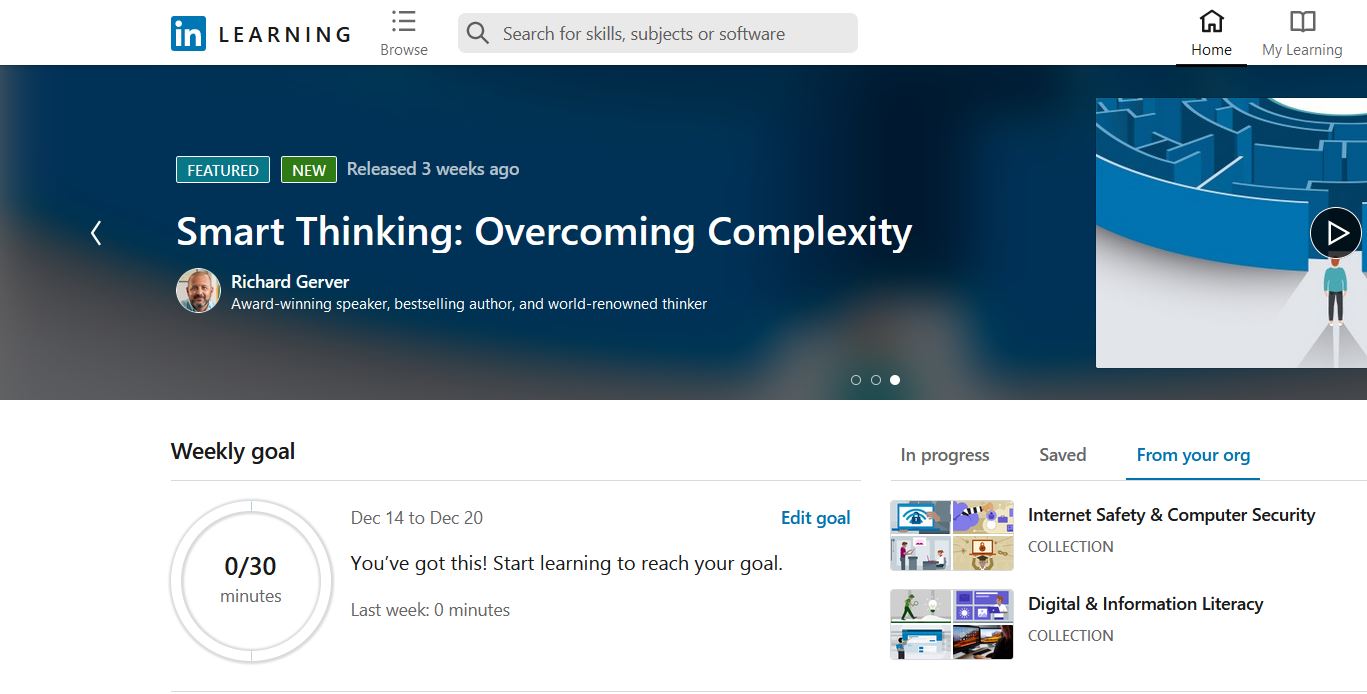 in LEARNING
Browse
Search for skills, subjects or software
Home
My Learning
FEATURED NEW Released 3 weeks ago
Smart Thinking: Overcoming Complexity
Richard Gerver
Award-winning speaker, bestselling author, and world-renowned thinker
Weekly goal
0/30
minutes
Dec 14 to Dec 20
Edit goal
You’ve got this! Start learning to reach your goal.
Last week: 0 minutes
In progress
Saved
From your org
Internet Safety & Computer Security
COLLECTION
Digital & Information Literacy
COLLECTION